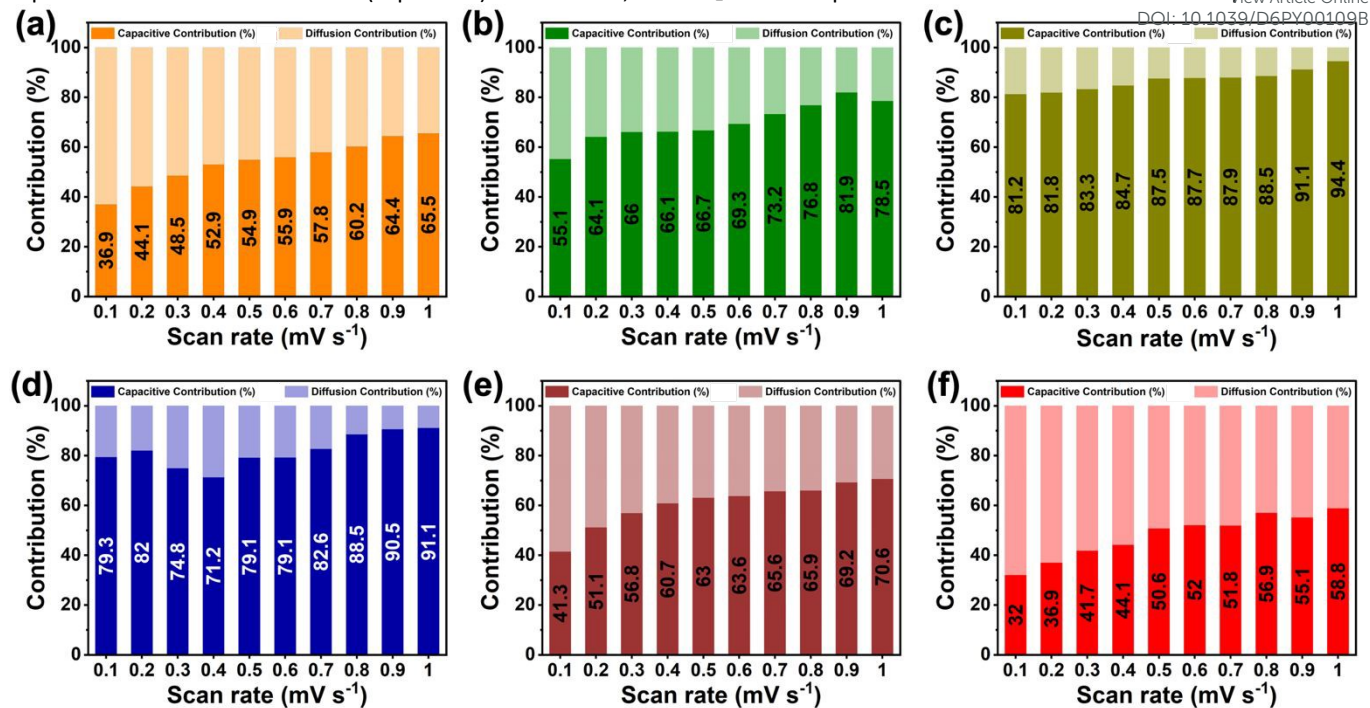 View Article Online
DOI: 10.1039/D6PY00109B
(a)
Capacitive Contribution (%) Diffusion Contribution (%)
Contribution (%)
100
80
60
40
20
0
36.9 44.1 48.5 52.9 54.9 55.9 57.8 60.2 64.4 65.5
0.1 0.2 0.3 0.4 0.5 0.6 0.7 0.8 0.9 1
Scan rate (mV s⁻¹)
(b)
Capacitive Contribution (%) Diffusion Contribution (%)
Contribution (%)
100
80
60
40
20
0
55.1 64.1 66 66.1 66.7 69.3 73.2 76.8 81.9 78.5
0.1 0.2 0.3 0.4 0.5 0.6 0.7 0.8 0.9 1
Scan rate (mV s⁻¹)
(c)
Capacitive Contribution (%) Diffusion Contribution (%)
Contribution (%)
100
80
60
40
20
0
81.2 81.8 83.3 84.7 87.5 87.7 87.9 88.5 91.1 94.4
0.1 0.2 0.3 0.4 0.5 0.6 0.7 0.8 0.9 1
Scan rate (mV s⁻¹)
(d)
Capacitive Contribution (%) Diffusion Contribution (%)
Contribution (%)
100
80
60
40
20
0
79.3 82 74.8 71.2 79.1 79.1 82.6 88.5 90.5 91.1
0.1 0.2 0.3 0.4 0.5 0.6 0.7 0.8 0.9 1
Scan rate (mV s⁻¹)
(e)
Capacitive Contribution (%) Diffusion Contribution (%)
Contribution (%)
100
80
60
40
20
0
41.3 51.1 56.8 60.7 63 63.6 65.6 65.9 69.2 70.6
0.1 0.2 0.3 0.4 0.5 0.6 0.7 0.8 0.9 1
Scan rate (mV s⁻¹)
(f)
Capacitive Contribution (%) Diffusion Contribution (%)
Contribution (%)
100
80
60
40
20
0
32 36.9 41.7 44.1 50.6 52 51.8 56.9 55.1 58.8
0.1 0.2 0.3 0.4 0.5 0.6 0.7 0.8 0.9 1
Scan rate (mV s⁻¹)